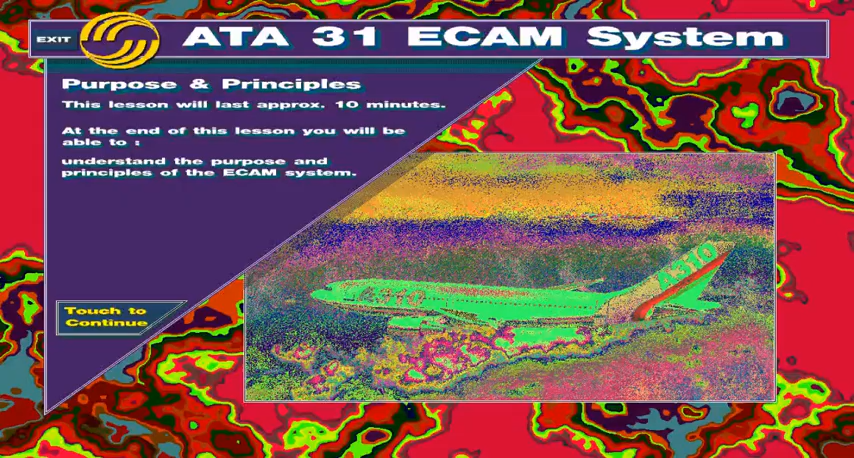 EXIT
ATA 31 ECAM System
Purpose & Principles
This lesson will last approx. 10 minutes.
At the end of this lesson you will be
able to :
understand the purpose and
principles of the ECAM system.
A310
A310
Touch to
Continue